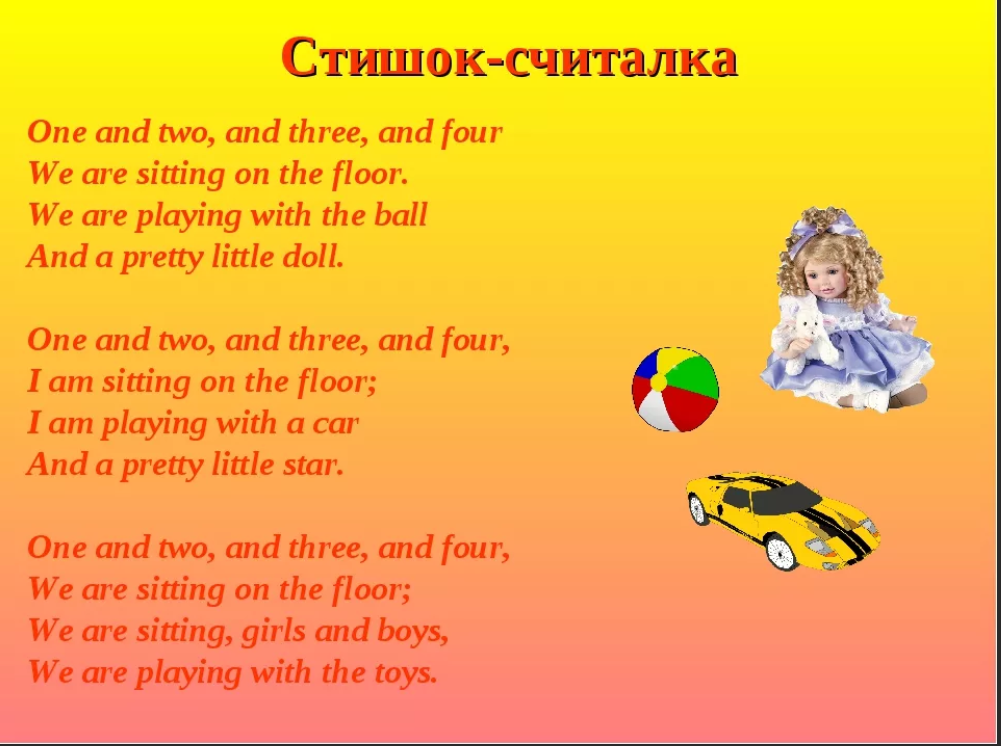 Стишок-считалка
One and two, and three, and four
We are sitting on the floor.
We are playing with the ball
And a pretty little doll.
One and two, and three, and four,
I am sitting on the floor;
I am playing with a car
And a pretty little star.
One and two, and three, and four,
We are sitting on the floor;
We are sitting, girls and boys,
We are playing with the toys.